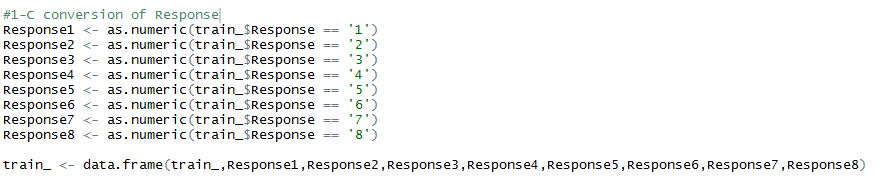 #1-C conversion of Response
Response1 <- as.numeric(train_$Response == '1')
Response2 <- as.numeric(train_$Response == '2')
Response3 <- as.numeric(train_$Response == '3')
Response4 <- as.numeric(train_$Response == '4')
Response5 <- as.numeric(train_$Response == '5')
Response6 <- as.numeric(train_$Response == '6')
Response7 <- as.numeric(train_$Response == '7')
Response8 <- as.numeric(train_$Response == '8')
train_ <- data.frame(train_,Response1,Response2,Response3,Response4,Response5,Response6,Response7,Response8)